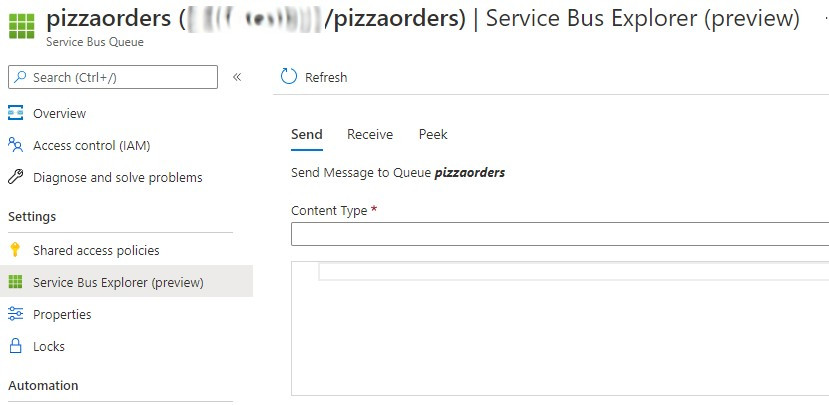 pizzaorders ( /pizzaorders) | Service Bus Explorer (preview)
Service Bus Queue
Search (Ctrl+/)
«
Refresh
Overview
Access control (IAM)
Diagnose and solve problems
Settings
Shared access policies
Service Bus Explorer (preview)
Properties
Locks
Automation
Send Receive Peek
Send Message to Queue pizzaorders
Content Type *